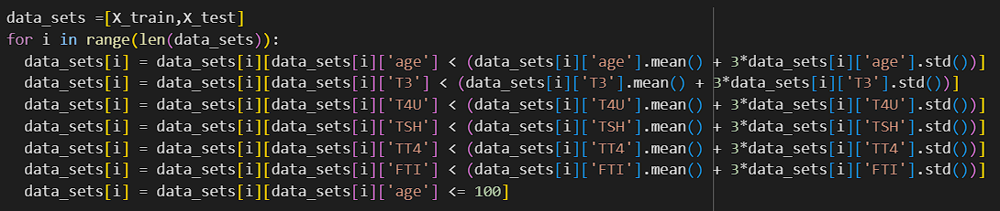 data_sets =[X_train,X_test]
for i in range(len(data_sets)):
  data_sets[i] = data_sets[i][data_sets[i]['age'] < (data_sets[i]['age'].mean() + 3*data_sets[i]['age'].std())]
  data_sets[i] = data_sets[i][data_sets[i]['T3'] < (data_sets[i]['T3'].mean() + 3*data_sets[i]['T3'].std())]
  data_sets[i] = data_sets[i][data_sets[i]['T4U'] < (data_sets[i]['T4U'].mean() + 3*data_sets[i]['T4U'].std())]
  data_sets[i] = data_sets[i][data_sets[i]['TSH'] < (data_sets[i]['TSH'].mean() + 3*data_sets[i]['TSH'].std())]
  data_sets[i] = data_sets[i][data_sets[i]['TT4'] < (data_sets[i]['TT4'].mean() + 3*data_sets[i]['TT4'].std())]
  data_sets[i] = data_sets[i][data_sets[i]['FTI'] < (data_sets[i]['FTI'].mean() + 3*data_sets[i]['FTI'].std())]
  data_sets[i] = data_sets[i][data_sets[i]['age'] <= 100]